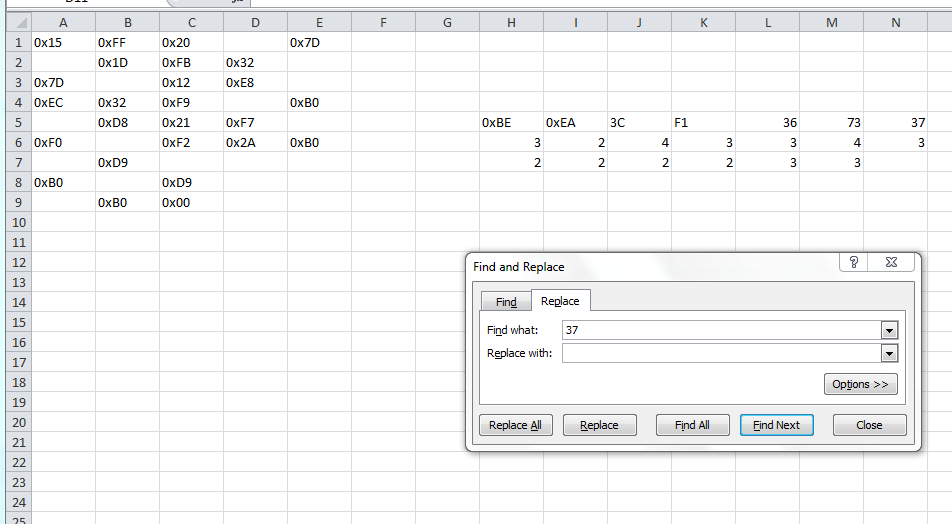 A B C D E F G H I J K L M N
1 0x15 0xFF 0x20 0x7D
2 0x1D 0xFB 0x32
3 0x7D 0x12 0xE8
4 0xEC 0x32 0xF9 0xB0
5 0xD8 0x21 0xF7 0xBE 0xEA 3C F1 36 73 37
6 0xF0 0xF2 0x2A 0xB0 3 2 4 3 3 4 3
7 0xD9 2 2 2 2 3 3
8 0xB0 0xD9
9 0xB0 0x00
10
11
12
13
14
15
16
17
18
19
20
21
22
23
24
25
Find and Replace
Find Replace
Find what: 37
Replace with:
Options >>
Replace All Replace Find All Find Next Close